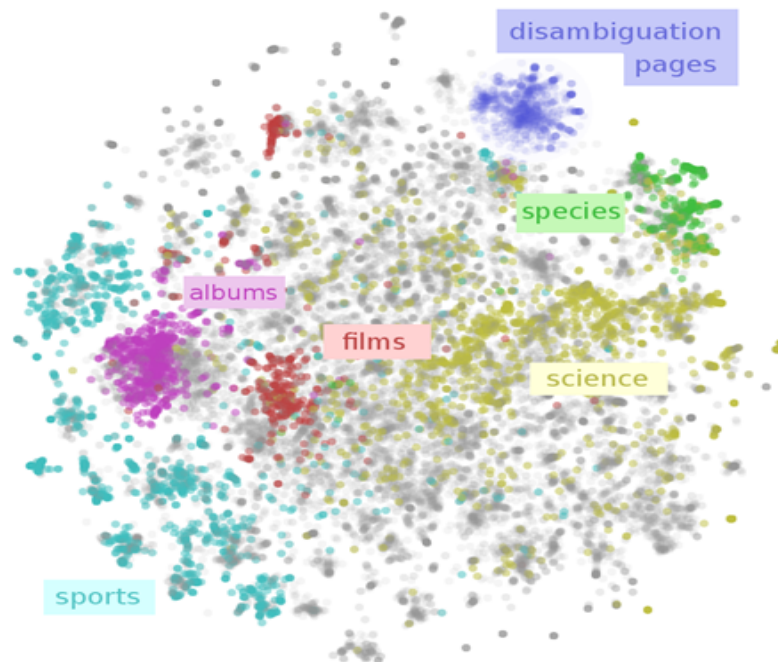 disambiguation
pages
species
albums
films
science
sports